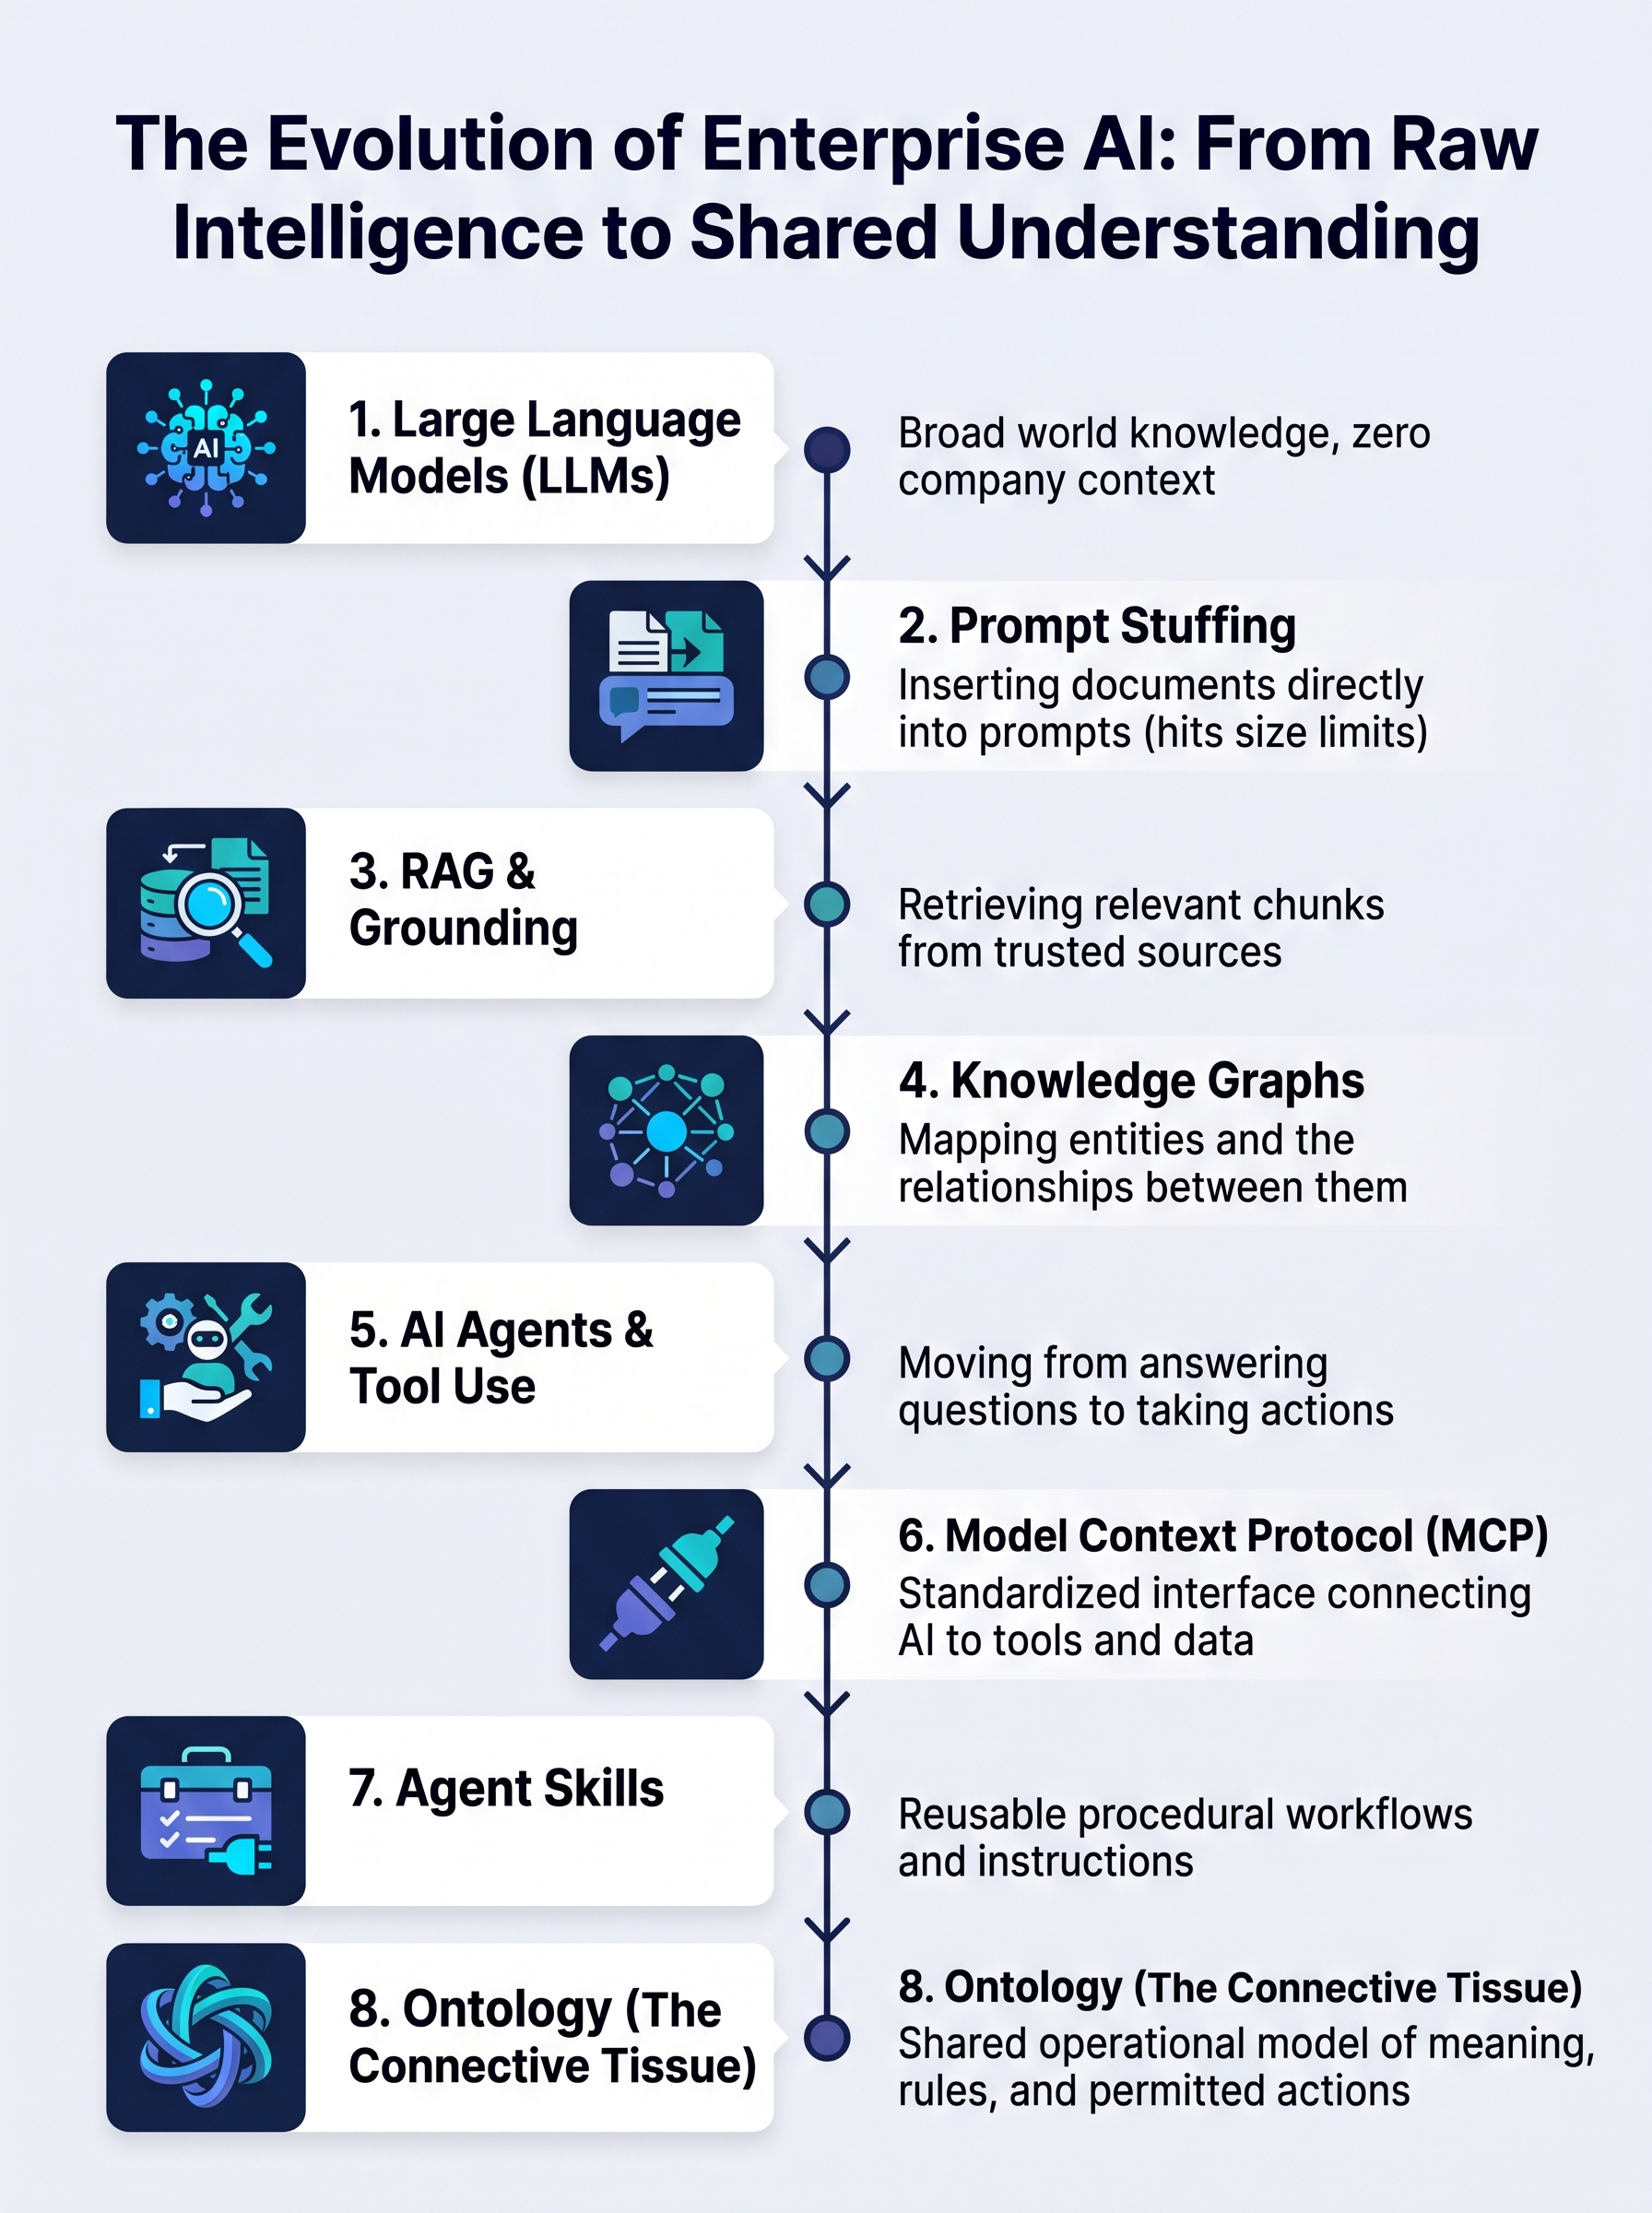 The Evolution of Enterprise AI: From Raw
Intelligence to Shared Understanding
AI
1. Large Language
Models (LLMs)
Broad world knowledge, zero
company context
2. Prompt Stuffing
Inserting documents directly
into prompts (hits size limits)
3. RAG &
Grounding
Retrieving relevant chunks
from trusted sources
4. Knowledge Graphs
Mapping entities and the
relationships between them
5. AI Agents &
Tool Use
Moving from answering
questions to taking actions
6. Model Context Protocol (MCP)
Standardized interface connecting
AI to tools and data
7. Agent Skills
Reusable procedural workflows
and instructions
8. Ontology (The
Connective Tissue)
8. Ontology (The Connective Tissue)
Shared operational model of meaning,
rules, and permitted actions